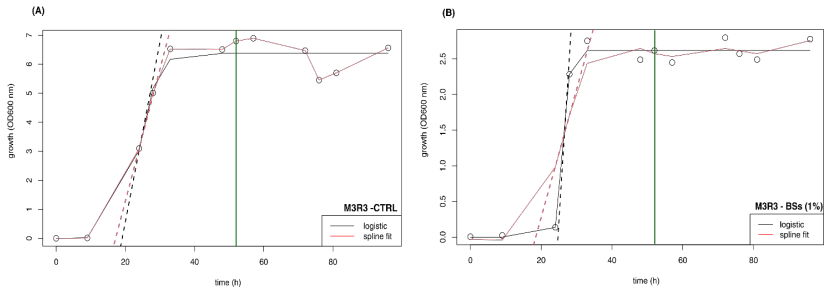 (A)
7
6
5
4
3
2
1
0
growth (OD600 nm)
0
20
40
60
80
time (h)
M3R3 -CTRL
logistic
spline fit
(B)
2.5
2.0
1.5
1.0
0.5
0.0
growth (OD600 nm)
0
20
40
60
80
time (h)
M3R3 - BSs (1%)
logistic
spline fit